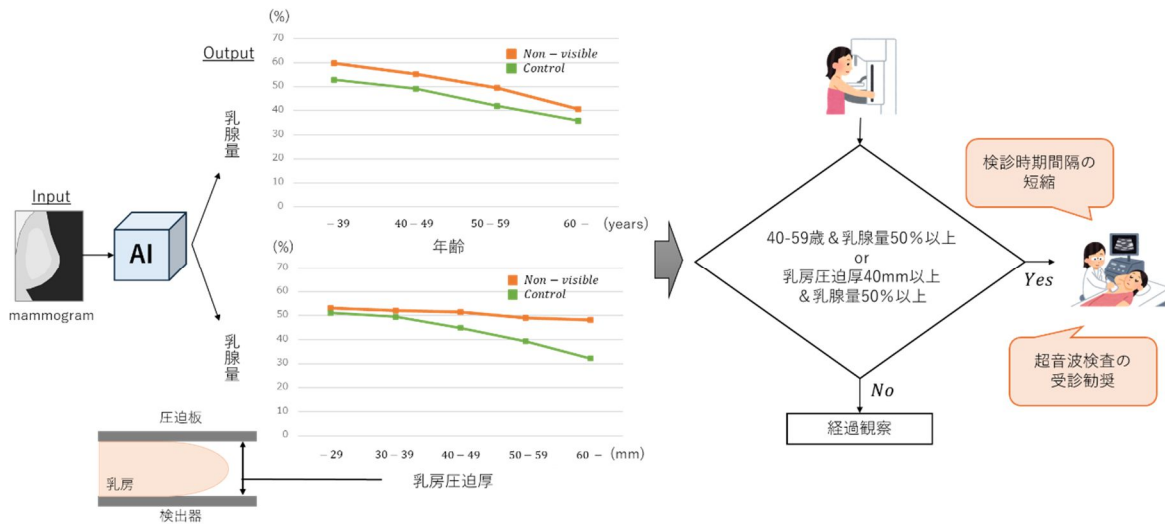 Output
(%)
70
60
50
40
30
20
10
0
Non − visible
Control
乳腺量
− 39
40 − 49
50 − 59
60 −
(years)
年齢
Input
AI
mammogram
(%)
70
60
50
40
30
20
10
0
Non − visible
Control
乳腺量
− 29
30 − 39
40 − 49
50 − 59
60 −
(mm)
乳房圧迫厚
圧迫板
乳房
検出器
40-59歳＆乳腺量50％以上
or
乳房圧迫厚40mm以上
＆乳腺量50％以上
Yes
No
経過観察
検診時期間隔の
短縮
超音波検査の
受診勧奨